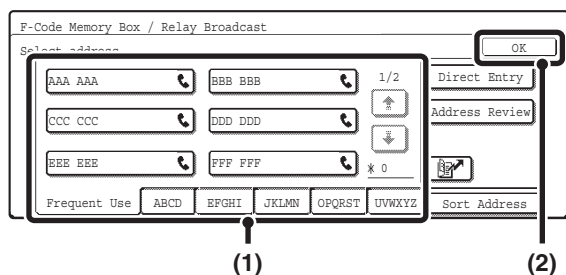 F-Code Memory Box / Relay Broadcast
Select address
OK
AAA AAA
BBB BBB
1/2
Direct Entry
CCC CCC
DDD DDD
Address Review
EEE EEE
FFF FFF
* 0
Frequent Use ABCD EFGHI JKLMN OPQRST UVWXYZ Sort Address
(1) (2)